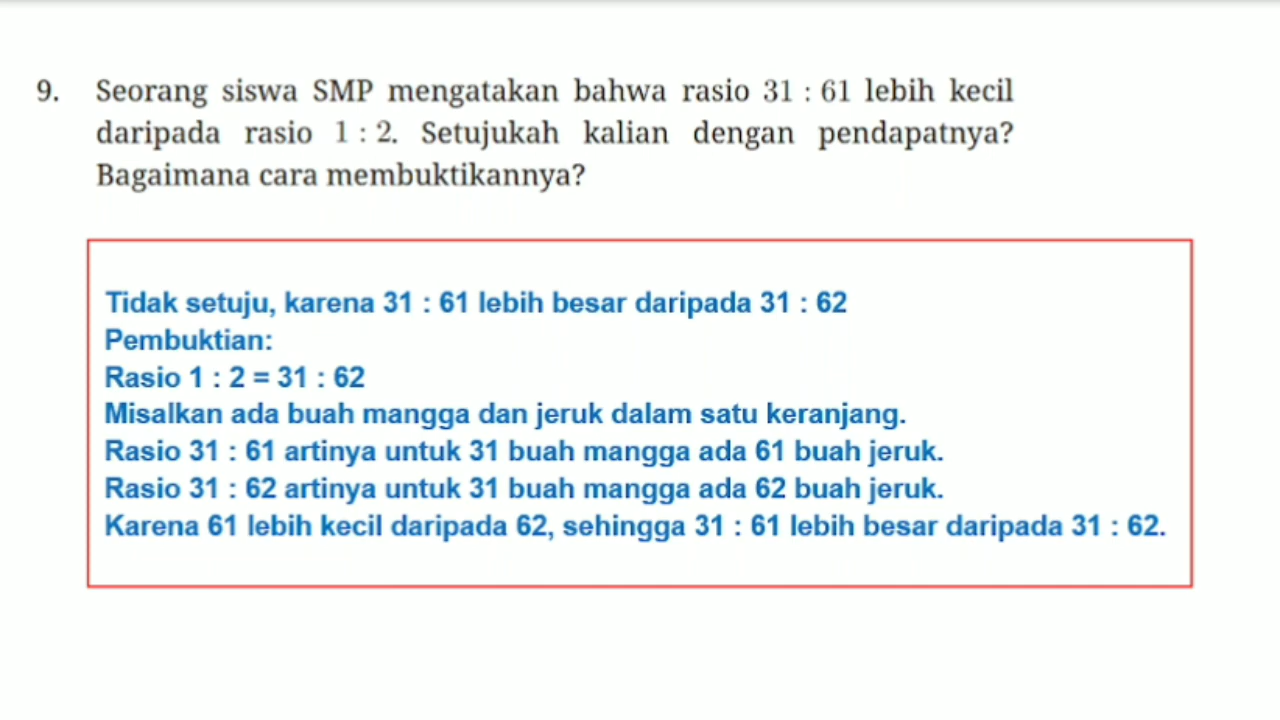 9. Seorang siswa SMP mengatakan bahwa rasio 31 : 61 lebih kecil
daripada rasio 1 : 2. Setujukah kalian dengan pendapatnya?
Bagaimana cara membuktikannya?
Tidak setuju, karena 31 : 61 lebih besar daripada 31 : 62
Pembuktian:
Rasio 1 : 2 = 31 : 62
Misalkan ada buah mangga dan jeruk dalam satu keranjang.
Rasio 31 : 61 artinya untuk 31 buah mangga ada 61 buah jeruk.
Rasio 31 : 62 artinya untuk 31 buah mangga ada 62 buah jeruk.
Karena 61 lebih kecil daripada 62, sehingga 31 : 61 lebih besar daripada 31 : 62.